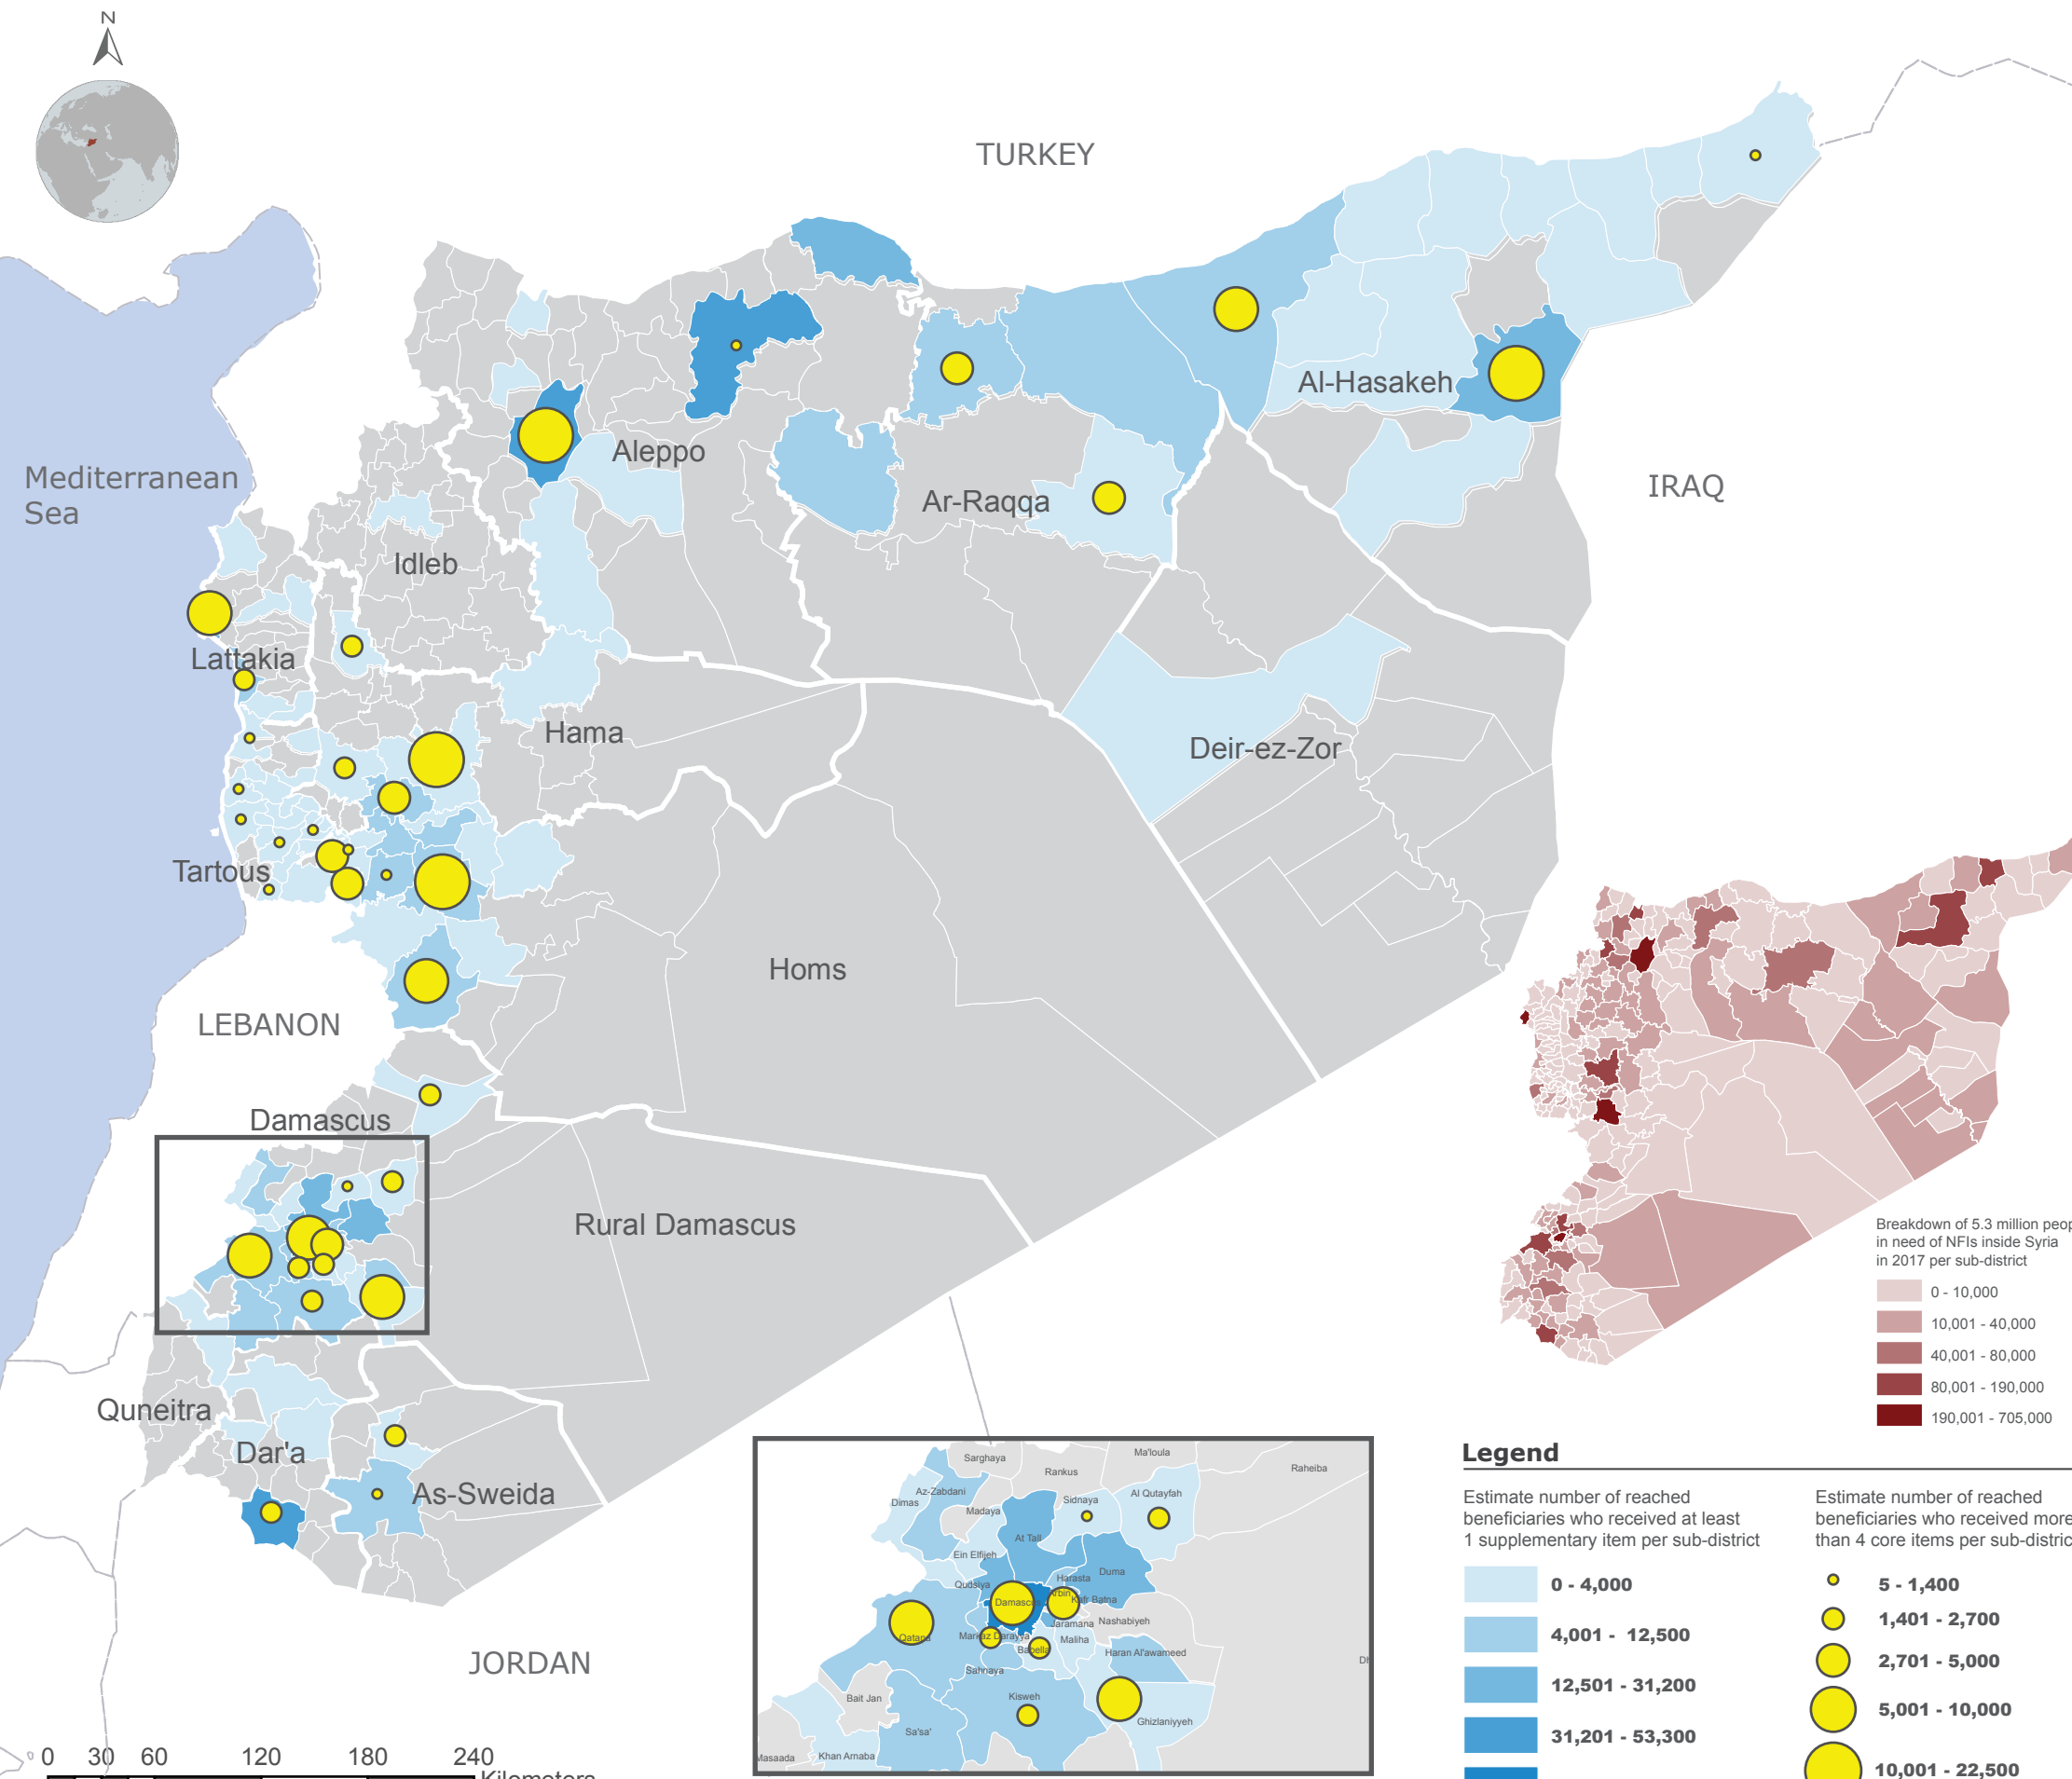 N
TURKEY
Al-Hasakeh
Aleppo
Mediterranean
Sea
IRAQ
Ar-Raqqa
Idleb
Lattakia
Hama
Deir-ez-Zor
Tartous
Homs
LEBANON
Damascus
Rural Damascus
Quneitra
Dar'a
As-Sweida
JORDAN
0 30 60 120 180 240
Kilometers
Breakdown of 5.3 million peop
in need of NFIs inside Syria
in 2017 per sub-district
0 - 10,000
10,001 - 40,000
40,001 - 80,000
80,001 - 190,000
190,001 - 705,000
Sarghaya
Ma'loula
Rankus
Raheiba
Az-Zabdani
Dimas
Madaya
Sidnaya
Al Qutayfah
At Tall
Ein Elfijeh
Qudsiya
Harasta
Duma
Damascus
Arbin
Kafr Batna
Jaramana
Nashabiyeh
Qatana
Markaz Darayya
Babella
Maliha
Haran Al'awameed
Sahnaya
Dh
Bait Jan
Kisweh
Ghizlaniyyeh
Sa'sa'
Masaada
Khan Arnaba
Legend
Estimate number of reached
beneficiaries who received at least
1 supplementary item per sub-district
0 - 4,000
4,001 - 12,500
12,501 - 31,200
31,201 - 53,300
Estimate number of reached
beneficiaries who received more
than 4 core items per sub-distric
5 - 1,400
1,401 - 2,700
2,701 - 5,000
5,001 - 10,000
10,001 - 22,500